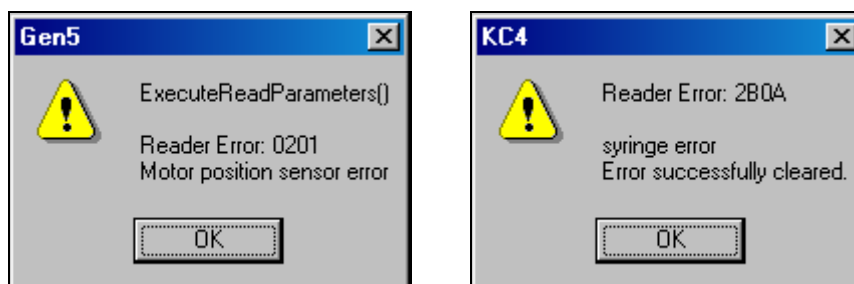 Gen5
ExecuteReadParameters()
Reader Error: 0201
Motor position sensor error
OK
KC4
Reader Error: 2B0A
syringe error
Error successfully cleared.
OK